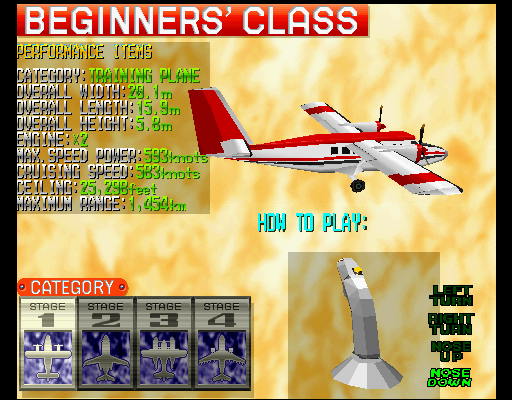 BEGINNERS' CLASS
PERFORMANCE ITEMS
CATEGORY:TRAINING PLANE
OVERALL WIDTH:20.1m
OVERALL LENGTH:15.9m
OVERALL HEIGHT:5.8m
ENGINE:×2
MAX.SPEED POWER:593knots
CRUISING SPEED:583knots
CEILING:25,298feet
MAXIMUM RANGE:1,454km
HOW TO PLAY:
CATEGORY
STAGE STAGE STAGE STAGE
1 2 3 4
LEFT
TURN
RIGHT
TURN
NOSE
UP
NOSE
DOWN